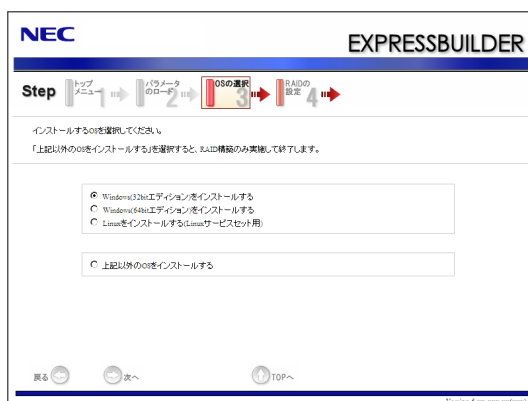 NEC
EXPRESSBUILDER
Step トップメニュー 1 パラメータのロード 2 OSの選択 3 RAIDの設定 4
インストールするOSを選択してください。
「上記以外のOSをインストールする」を選択すると、RAID構築のみ実施して終了します。
Windows(32bitエディション)をインストールする
Windows(64bitエディション)をインストールする
Linuxをインストールする(Linuxサービスセット用)
上記以外のOSをインストールする
戻る 次へ TOPへ